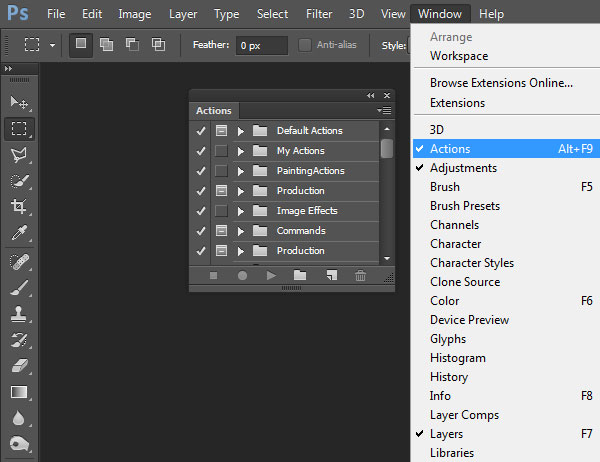 Ps File Edit Image Layer Type Select Filter 3D View Window Help
Feather: 0 px Anti-alias Style:
Actions
Default Actions
My Actions
PaintingActions
Production
Image Effects
Commands
Production
Arrange
Workspace
Browse Extensions Online...
Extensions
3D
Actions Alt+F9
Adjustments
Brush F5
Brush Presets
Channels
Character
Character Styles
Clone Source
Color F6
Device Preview
Glyphs
Histogram
History
Info F8
Layer Comps
Layers F7
Libraries